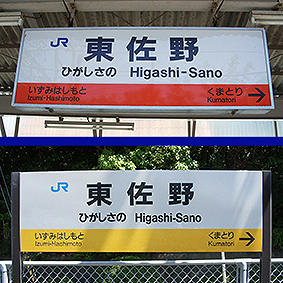 JR
東佐野
ひがしさの Higashi-Sano
いずみはしもと くまとり
Izumi-Hashimoto Kumatori
JR
東佐野
ひがしさの Higashi-Sano
いずみはしもと くまとり
Izumi-Hashimoto Kumatori